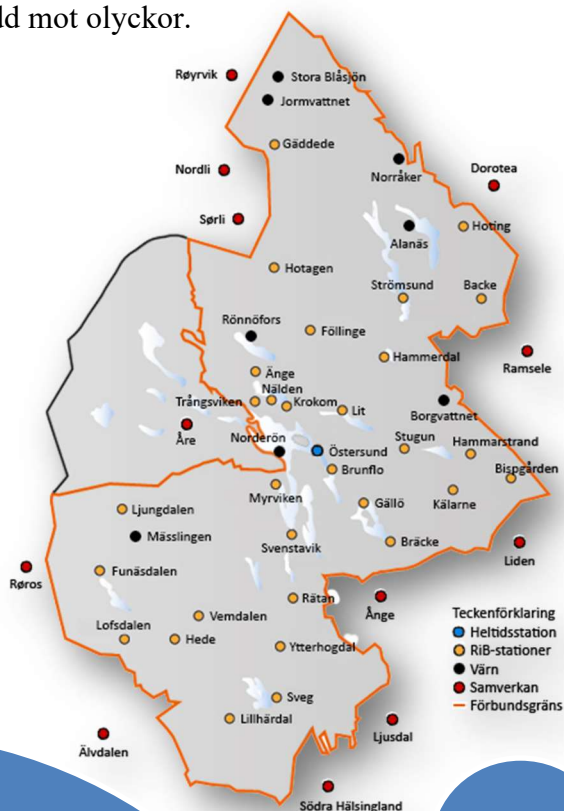 dd mot olyckor.
Røyrvik
Stora Blåsjön
Jormvattnet
Gäddede
Norråker
Dorotea
Nordli
Sørli
Alanäs
Hoting
Hotagen
Strömsund
Backe
Rönnöfors
Föllinge
Hammerdal
Ramsele
Änge
Nälden
Trångsviken
Krokom
Lit
Borgvattnet
Åre
Norderön
Östersund
Stugun
Hammarstrand
Brunflo
Bispgården
Myrviken
Gällö
Kälarne
Ljungdalen
Mässlingen
Svenstavik
Bräcke
Liden
Røros
Funäsdalen
Rätan
Ånge
Lofsdalen
Vemdalen
Hede
Ytterhogdal
Teckenförklaring
Heltidsstation
RiB-stationer
Värn
Samverkan
Förbundsgräns
Sveg
Lillhärdal
Ljusdal
Älvdalen
Södra Hälsingland